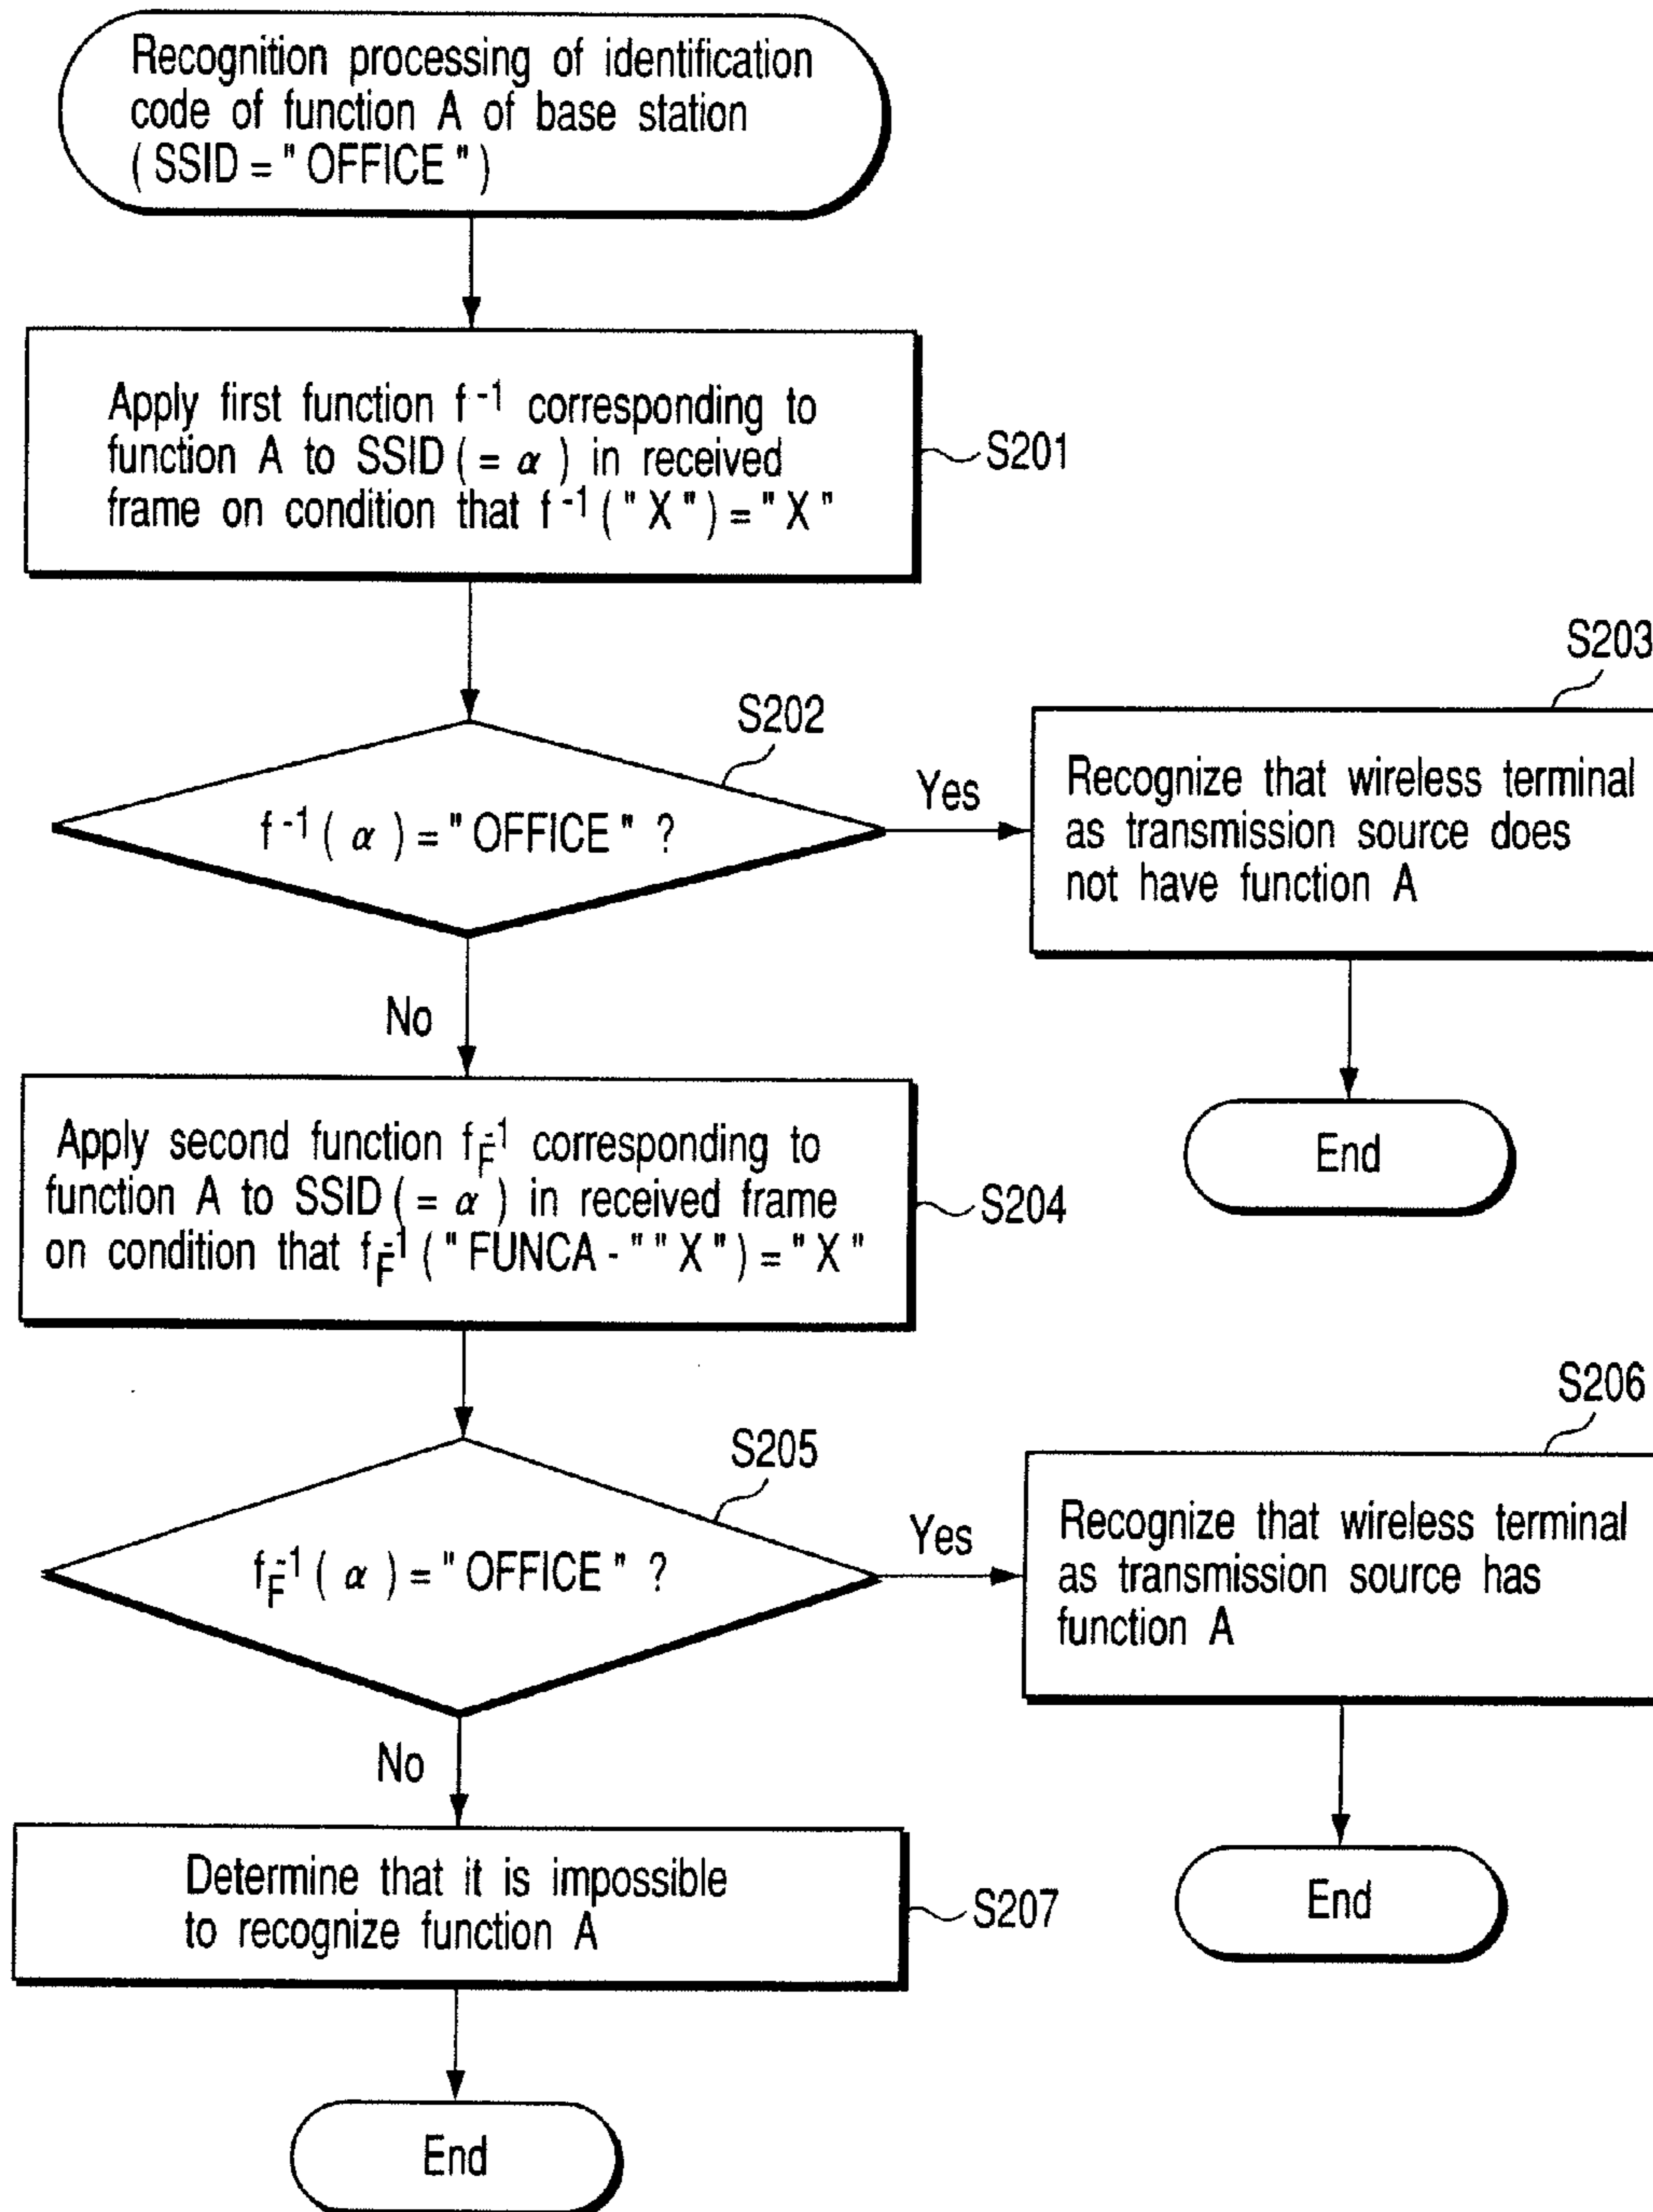 Recognition processing of identification
code of function A of base station
( SSID = " OFFICE " )
Apply first function f⁻¹ corresponding to
function A to SSID ( = α ) in received
frame on condition that f⁻¹ ( " X " ) = " X "
S201
S202
f⁻¹ ( α ) = " OFFICE " ?
Yes
S203
Recognize that wireless terminal
as transmission source does
not have function A
End
No
Apply second function f_F⁻¹ corresponding to
function A to SSID ( = α ) in received frame
on condition that f_F⁻¹ ( " FUNCA - " " X " ) = " X "
S204
S205
f_F⁻¹ ( α ) = " OFFICE " ?
Yes
S206
Recognize that wireless terminal
as transmission source has
function A
End
No
Determine that it is impossible
to recognize function A
S207
End